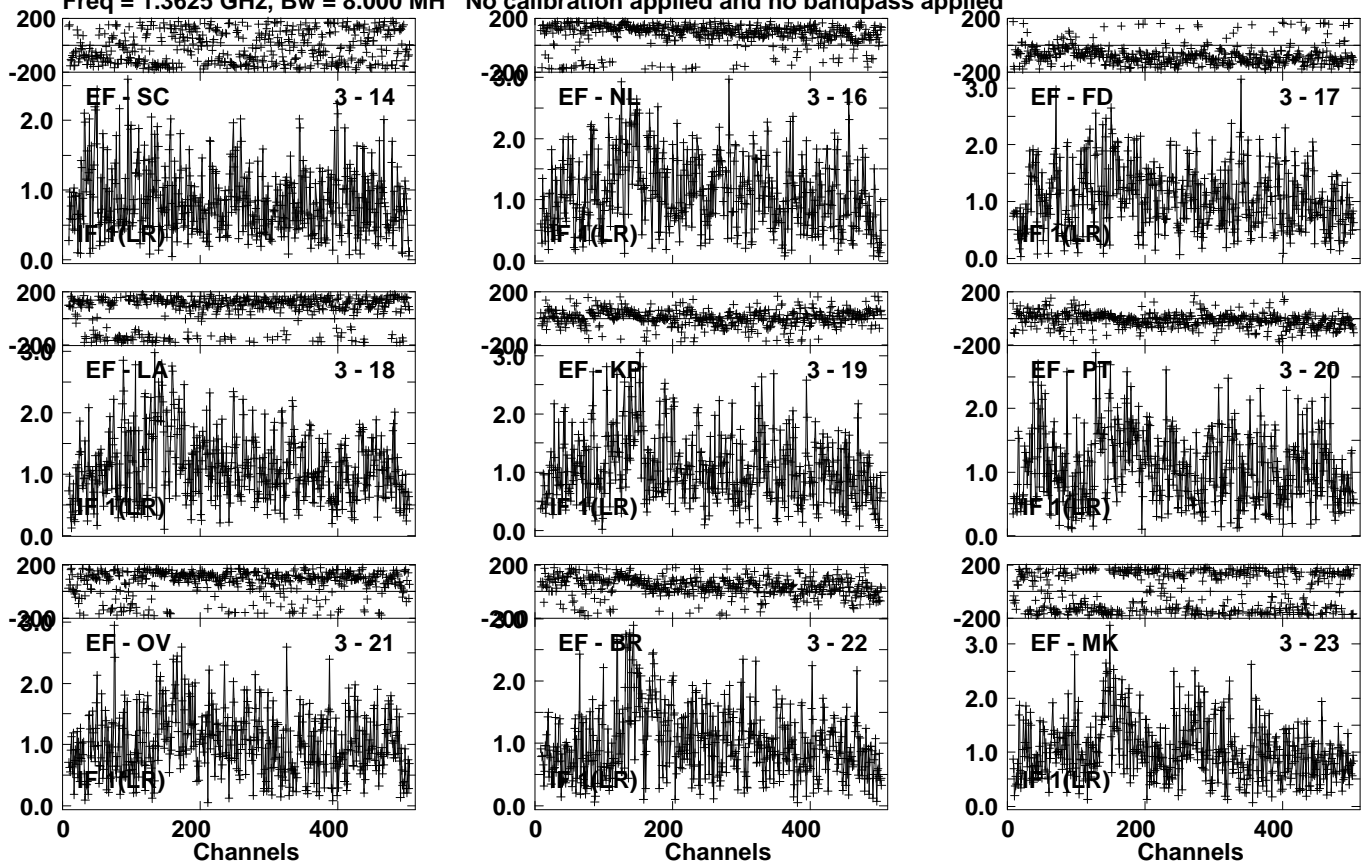 Freq = 1.3625 GHz, Bw = 8.000 MH No calibration applied and no bandpass applied
200 200 200
-200 -200 -200
3.0 3.0
EF - SC 3 - 14 EF - NL 3 - 16 EF - FD 3 - 17
2.0 2.0 2.0
1.0 1.0 1.0
IF 1(LR) IF 1(LR) IF 1(LR)
0.0 0.0 0.0
200 200 200
-200 -200 -200
3.0 3.0
EF - LA 3 - 18 EF - KP 3 - 19 EF - PT 3 - 20
2.0 2.0 2.0
1.0 1.0 1.0
IF 1(LR) IF 1(LR) IF 1(LR)
0.0 0.0 0.0
200 200 200
-200 -200 -200
3.0 3.0 3.0
EF - OV 3 - 21 EF - BR 3 - 22 EF - MK 3 - 23
2.0 2.0 2.0
1.0 1.0 1.0
IF 1(LR) IF 1(LR) IF 1(LR)
0.0 0.0 0.0
0 200 400 0 200 400 0 200 400
Channels Channels Channels